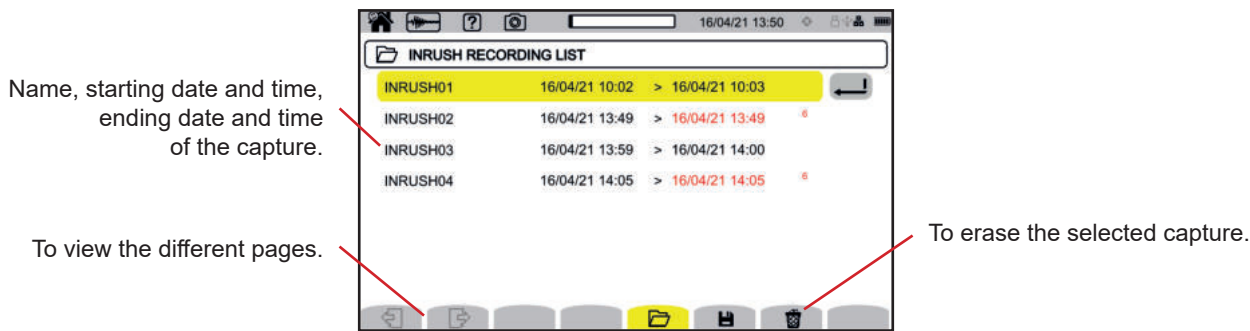 ? 16/04/21 13:50
INRUSH RECORDING LIST
INRUSH01 16/04/21 10:02 > 16/04/21 10:03
INRUSH02 16/04/21 13:49 > 16/04/21 13:49 6
INRUSH03 16/04/21 13:59 > 16/04/21 14:00
INRUSH04 16/04/21 14:05 > 16/04/21 14:05 6
Name, starting date and time,
ending date and time
of the capture.
To view the different pages.
To erase the selected capture.